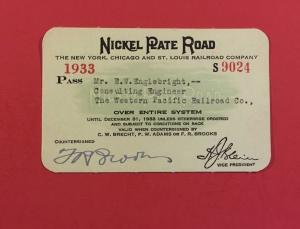 NICKEL PLATE ROAD
THE NEW YORK, CHICAGO AND ST. LOUIS RAILROAD COMPANY
1933 S 9024
PASS Mr. E.W. Englebright,--
Consulting Engineer
The Western Pacific Railroad Co.,
OVER ENTIRE SYSTEM
UNTIL DECEMBER 31, 1933 UNLESS OTHERWISE ORDERED
AND SUBJECT TO CONDITIONS ON BACK
VALID WHEN COUNTERSIGNED BY
C. W. BRECHT, P. W. ADAMS OR F. R. BROOKS
COUNTERSIGNED
F R Brooks
VICE PRESIDENT